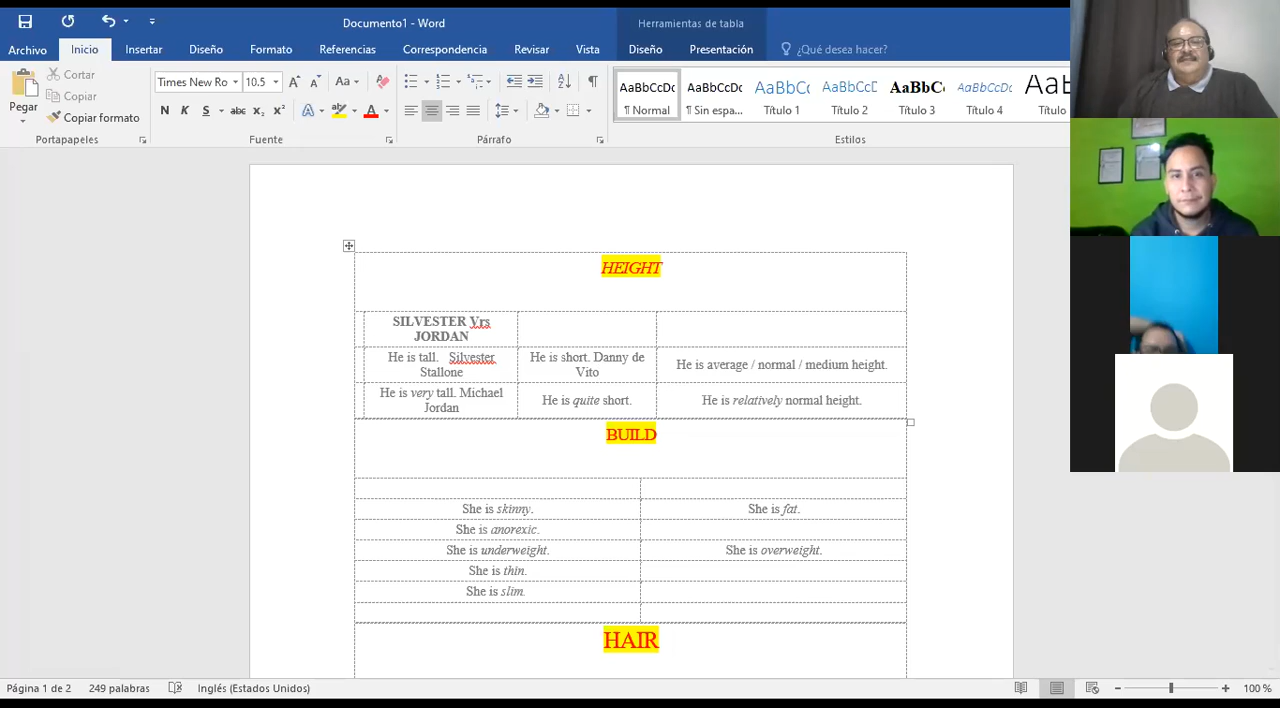 Documento1 - Word
Herramientas de tabla
Archivo Inicio Insertar Diseño Formato Referencias Correspondencia Revisar Vista Diseño Presentación ¿Qué desea hacer?
Pegar
Cortar
Copiar
Copiar formato
Portapapeles
Times New Ro 10.5
Aa
N K S abc x₂ x²
Fuente
Párrafo
AaBbCcDc AaBbCcDc AaBbC AaBbCcD AaBbC AaBbCcDc AaB
¶ Normal ¶ Sin espa... Título 1 Título 2 Título 3 Título 4 Título
Estilos
HEIGHT
SILVESTER Vrs
JORDAN
He is tall. Silvester
Stallone
He is short. Danny de
Vito
He is average / normal / medium height.
He is very tall. Michael
Jordan
He is quite short.
He is relatively normal height.
BUILD
She is skinny. She is fat.
She is anorexic.
She is underweight. She is overweight.
She is thin.
She is slim.
HAIR
Página 1 de 2 249 palabras Inglés (Estados Unidos) 100 %